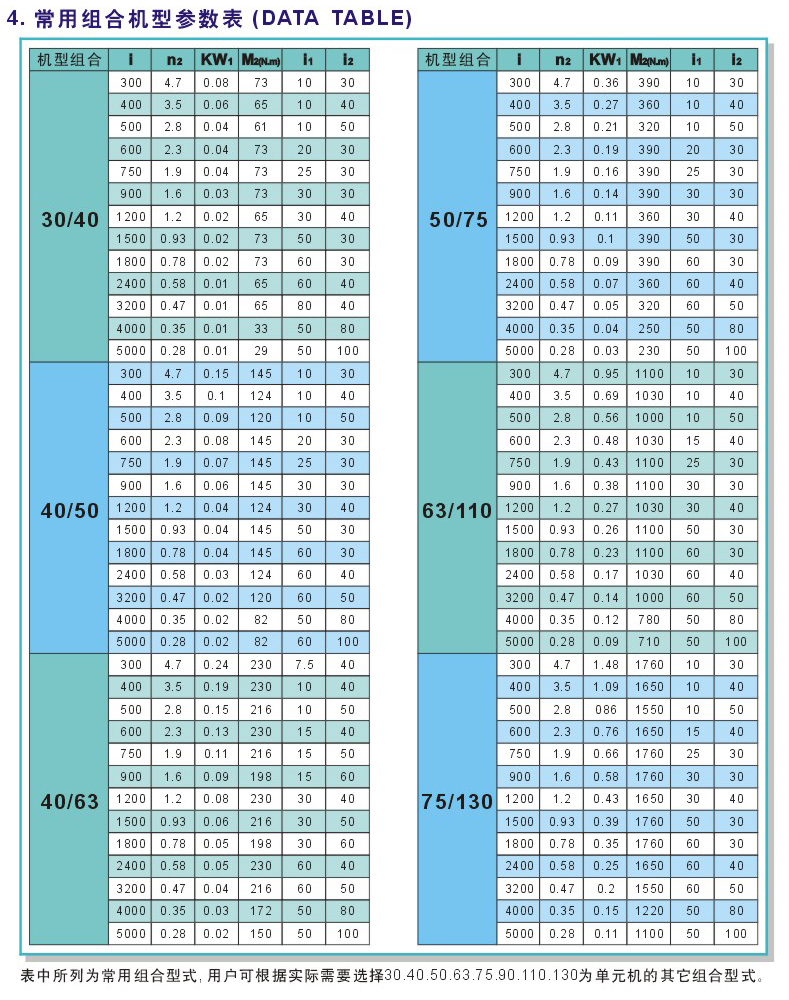 4. 常用组合机型参数表 (DATA TABLE)
机型组合 i n2 KW1 M2(N.m) i1 i2
30/40
300 4.7 0.08 73 10 30
400 3.5 0.06 65 10 40
500 2.8 0.04 61 10 50
600 2.3 0.04 73 20 30
750 1.9 0.04 73 25 30
900 1.6 0.03 73 30 30
1200 1.2 0.02 65 30 40
1500 0.93 0.02 73 50 30
1800 0.78 0.02 73 60 30
2400 0.58 0.01 65 60 40
3200 0.47 0.01 65 80 40
4000 0.35 0.01 33 50 80
5000 0.28 0.01 29 50 100
40/50
300 4.7 0.15 145 10 30
400 3.5 0.1 124 10 40
500 2.8 0.09 120 10 50
600 2.3 0.08 145 20 30
750 1.9 0.07 145 25 30
900 1.6 0.06 145 30 30
1200 1.2 0.04 124 30 40
1500 0.93 0.04 145 50 30
1800 0.78 0.04 145 60 30
2400 0.58 0.03 124 60 40
3200 0.47 0.02 120 60 50
4000 0.35 0.02 82 50 80
5000 0.28 0.02 82 60 100
40/63
300 4.7 0.24 230 7.5 40
400 3.5 0.19 230 10 40
500 2.8 0.15 216 10 50
600 2.3 0.13 230 15 40
750 1.9 0.11 216 15 50
900 1.6 0.09 198 15 60
1200 1.2 0.08 230 30 40
1500 0.93 0.06 216 30 50
1800 0.78 0.05 198 30 60
2400 0.58 0.05 230 60 40
3200 0.47 0.04 216 60 50
4000 0.35 0.03 172 50 80
5000 0.28 0.02 150 50 100
机型组合 i n2 KW1 M2(N.m) i1 i2
50/75
300 4.7 0.36 390 10 30
400 3.5 0.27 360 10 40
500 2.8 0.21 320 10 50
600 2.3 0.19 390 20 30
750 1.9 0.16 390 25 30
900 1.6 0.14 390 30 30
1200 1.2 0.11 360 30 40
1500 0.93 0.1 390 50 30
1800 0.78 0.09 390 60 30
2400 0.58 0.07 360 60 40
3200 0.47 0.05 320 60 50
4000 0.35 0.04 250 50 80
5000 0.28 0.03 230 50 100
63/110
300 4.7 0.95 1100 10 30
400 3.5 0.69 1030 10 40
500 2.8 0.56 1000 10 50
600 2.3 0.48 1030 15 40
750 1.9 0.43 1100 25 30
900 1.6 0.38 1100 30 30
1200 1.2 0.27 1030 30 40
1500 0.93 0.26 1100 50 30
1800 0.78 0.23 1100 60 30
2400 0.58 0.17 1030 60 40
3200 0.47 0.14 1000 60 50
4000 0.35 0.12 780 50 80
5000 0.28 0.09 710 50 100
75/130
300 4.7 1.48 1760 10 30
400 3.5 1.09 1650 10 40
500 2.8 086 1550 10 50
600 2.3 0.76 1650 15 40
750 1.9 0.66 1760 25 30
900 1.6 0.58 1760 30 30
1200 1.2 0.43 1650 30 40
1500 0.93 0.39 1760 50 30
1800 0.78 0.35 1760 60 30
2400 0.58 0.25 1650 60 40
3200 0.47 0.2 1550 60 50
4000 0.35 0.15 1220 50 80
5000 0.28 0.11 1100 50 100
表中所列为常用组合型式, 用户可根据实际需要选择30.40.50.63.75.90.110.130为单元机的其它组合型式。